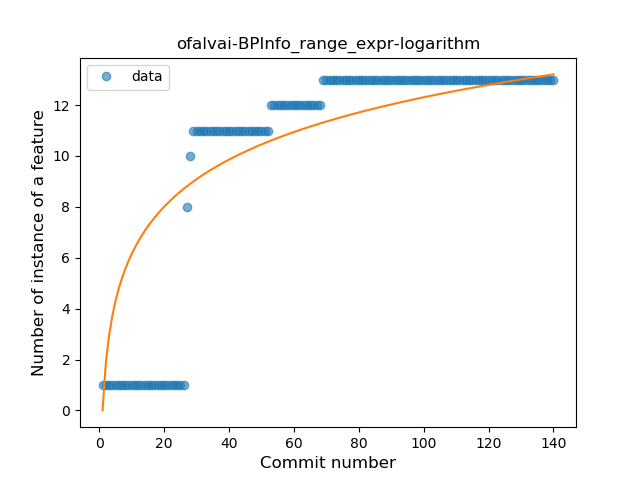 ofalvai-BPInfo_range_expr-logarithm
data
Number of instance of a feature
12
10
8
6
4
2
0
0 20 40 60 80 100 120 140
Commit number